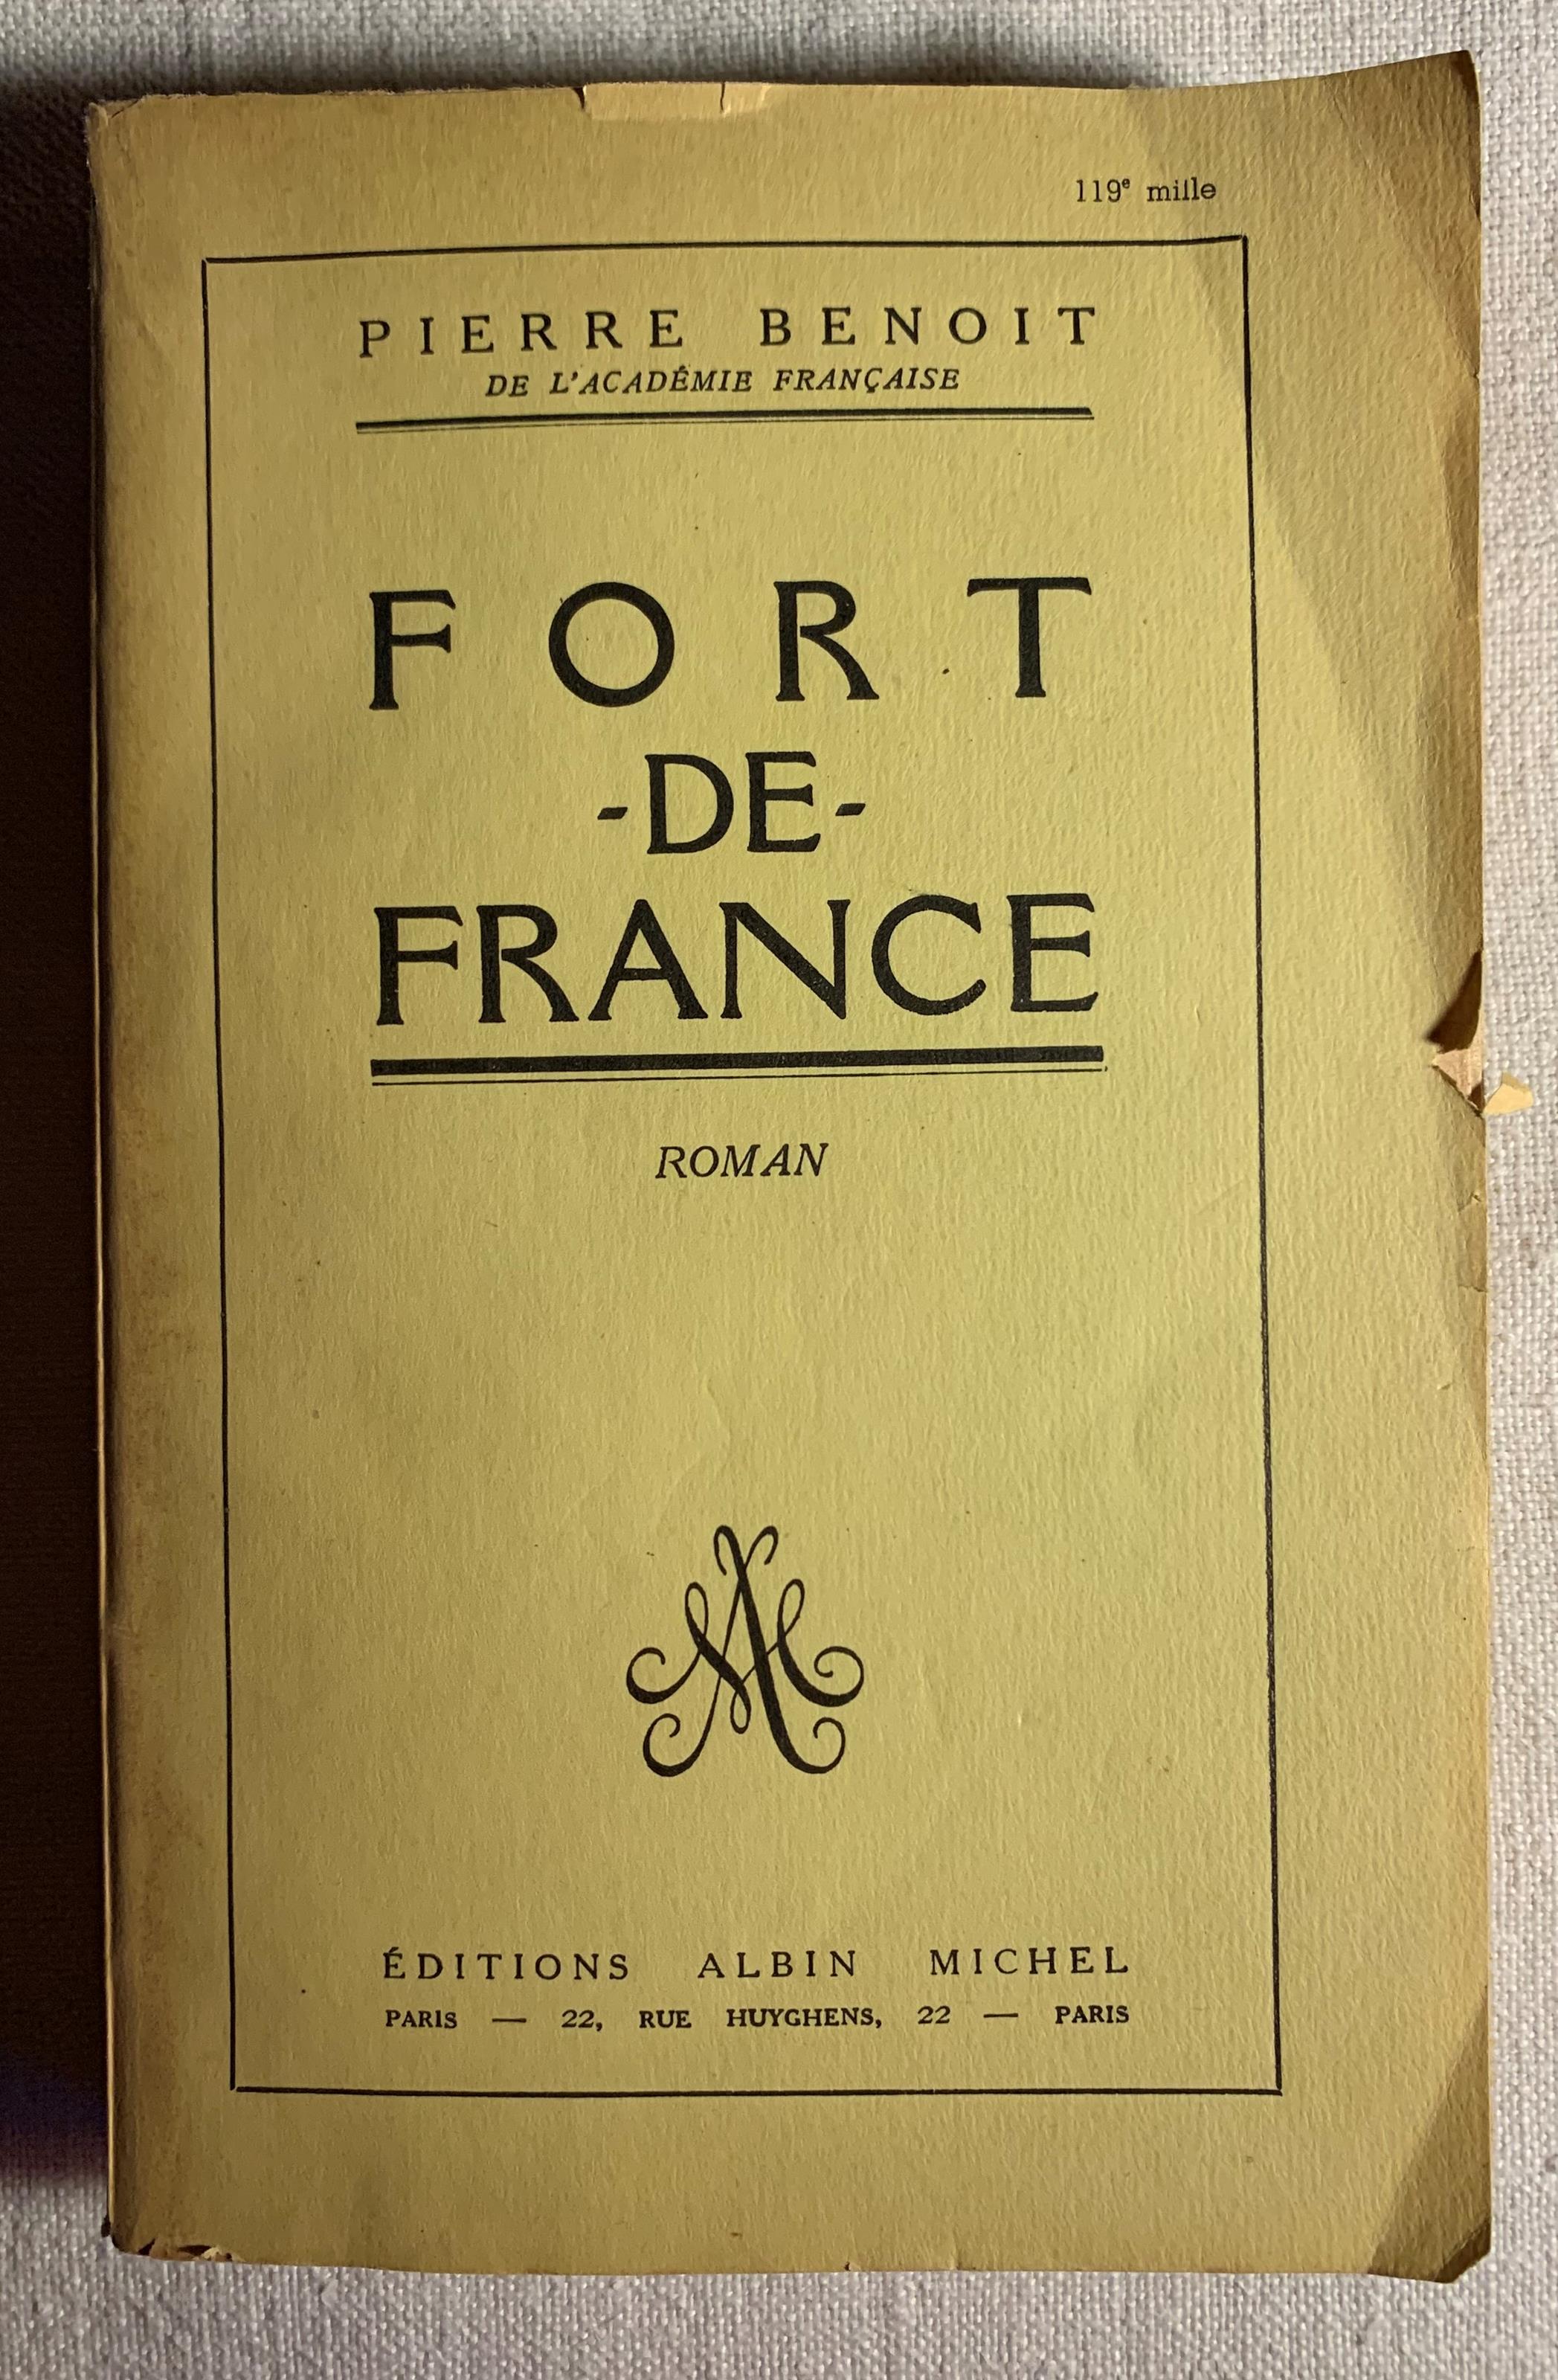 119e mille
PIERRE BENOIT
DE L'ACADÉMIE FRANÇAISE
FORT
-DE-
FRANCE
ROMAN
AM
ÉDITIONS ALBIN MICHEL
PARIS — 22, RUE HUYGHENS, 22 — PARIS